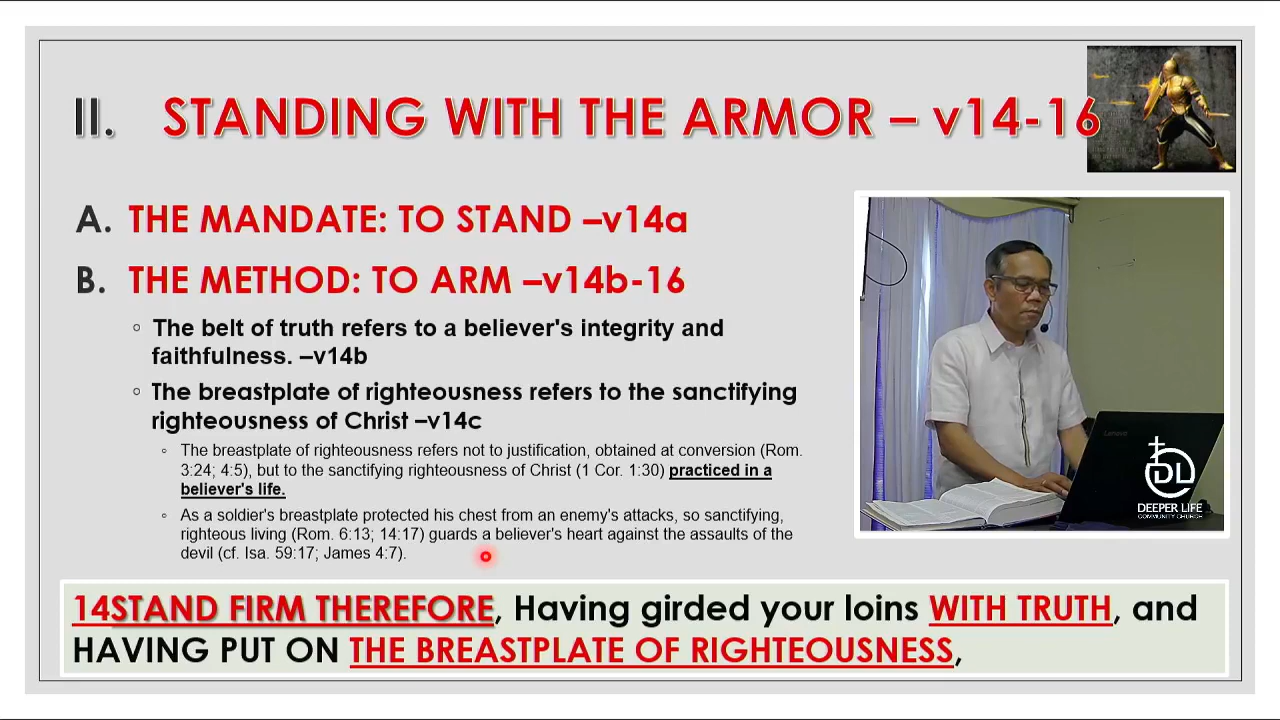 II. STANDING WITH THE ARMOR – v14-16
A. THE MANDATE: TO STAND –v14a
B. THE METHOD: TO ARM –v14b-16
◦ The belt of truth refers to a believer's integrity and
faithfulness. –v14b
◦ The breastplate of righteousness refers to the sanctifying
righteousness of Christ –v14c
◦ The breastplate of righteousness refers not to justification, obtained at conversion (Rom.
3:24; 4:5), but to the sanctifying righteousness of Christ (1 Cor. 1:30) practiced in a
believer's life.
◦ As a soldier's breastplate protected his chest from an enemy's attacks, so sanctifying,
righteous living (Rom. 6:13; 14:17) guards a believer's heart against the assaults of the
devil (cf. Isa. 59:17; James 4:7).
Lenovo
DL
DEEPER LIFE
COMMUNITY CHURCH
14STAND FIRM THEREFORE, Having girded your loins WITH TRUTH, and
HAVING PUT ON THE BREASTPLATE OF RIGHTEOUSNESS,